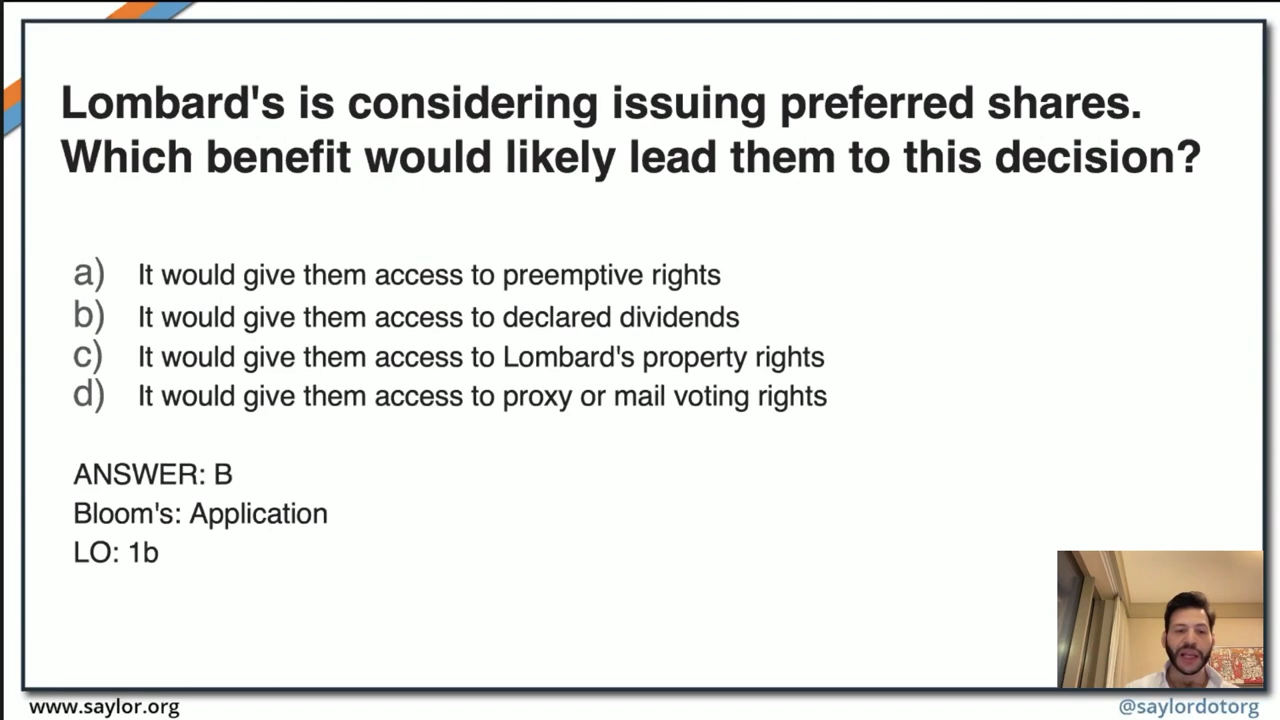 Lombard's is considering issuing preferred shares.
Which benefit would likely lead them to this decision?
a) It would give them access to preemptive rights
b) It would give them access to declared dividends
c) It would give them access to Lombard's property rights
d) It would give them access to proxy or mail voting rights
ANSWER: B
Bloom's: Application
LO: 1b
www.saylor.org
@saylordotorg